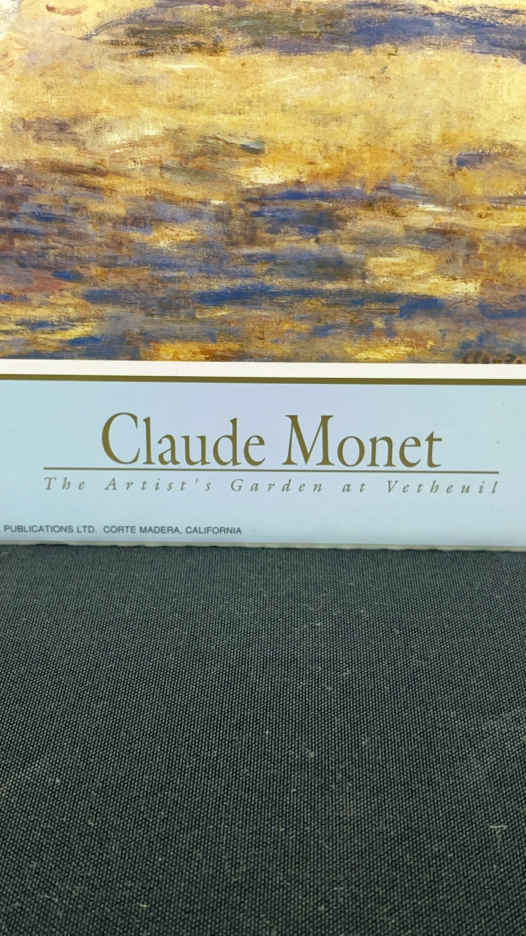 Claude Monet
The Artist's Garden at Vetheuil
PUBLICATIONS LTD. CORTE MADERA, CALIFORNIA